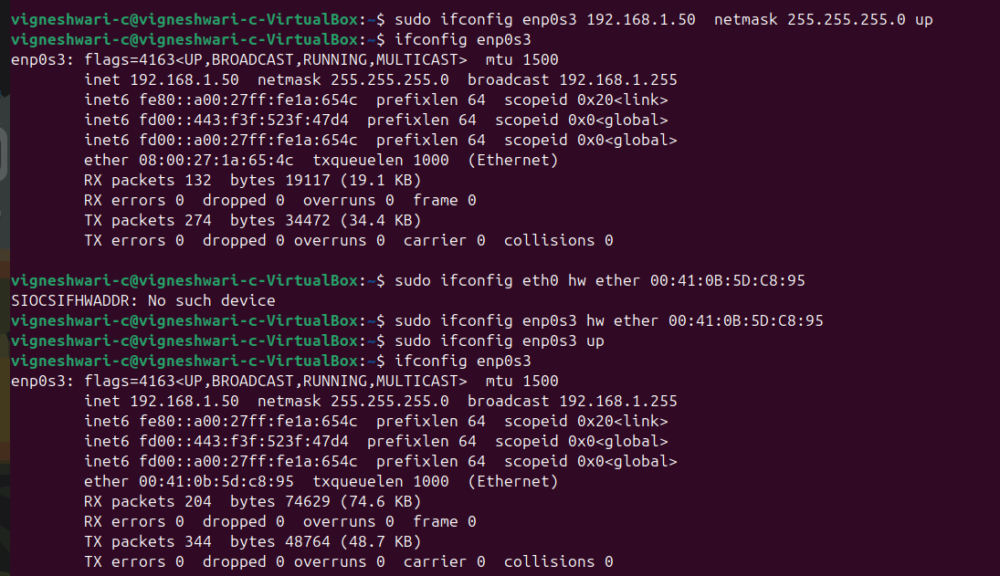 vigneshwari-c@vigneshwari-c-VirtualBox:~$ sudo ifconfig enp0s3 192.168.1.50  netmask 255.255.255.0 up
vigneshwari-c@vigneshwari-c-VirtualBox:~$ ifconfig enp0s3
enp0s3: flags=4163<UP,BROADCAST,RUNNING,MULTICAST>  mtu 1500
        inet 192.168.1.50  netmask 255.255.255.0  broadcast 192.168.1.255
        inet6 fe80::a00:27ff:fe1a:654c  prefixlen 64  scopeid 0x20<link>
        inet6 fd00::443:f3f:523f:47d4  prefixlen 64  scopeid 0x0<global>
        inet6 fd00::a00:27ff:fe1a:654c  prefixlen 64  scopeid 0x0<global>
        ether 08:00:27:1a:65:4c  txqueuelen 1000  (Ethernet)
        RX packets 132  bytes 19117 (19.1 KB)
        RX errors 0  dropped 0  overruns 0  frame 0
        TX packets 274  bytes 34472 (34.4 KB)
        TX errors 0  dropped 0 overruns 0  carrier 0  collisions 0

vigneshwari-c@vigneshwari-c-VirtualBox:~$ sudo ifconfig eth0 hw ether 00:41:0B:5D:C8:95
SIOCSIFHWADDR: No such device
vigneshwari-c@vigneshwari-c-VirtualBox:~$ sudo ifconfig enp0s3 hw ether 00:41:0B:5D:C8:95
vigneshwari-c@vigneshwari-c-VirtualBox:~$ sudo ifconfig enp0s3 up
vigneshwari-c@vigneshwari-c-VirtualBox:~$ ifconfig enp0s3
enp0s3: flags=4163<UP,BROADCAST,RUNNING,MULTICAST>  mtu 1500
        inet 192.168.1.50  netmask 255.255.255.0  broadcast 192.168.1.255
        inet6 fe80::a00:27ff:fe1a:654c  prefixlen 64  scopeid 0x20<link>
        inet6 fd00::443:f3f:523f:47d4  prefixlen 64  scopeid 0x0<global>
        inet6 fd00::a00:27ff:fe1a:654c  prefixlen 64  scopeid 0x0<global>
        ether 00:41:0b:5d:c8:95  txqueuelen 1000  (Ethernet)
        RX packets 204  bytes 74629 (74.6 KB)
        RX errors 0  dropped 0  overruns 0  frame 0
        TX packets 344  bytes 48764 (48.7 KB)
        TX errors 0  dropped 0 overruns 0  carrier 0  collisions 0